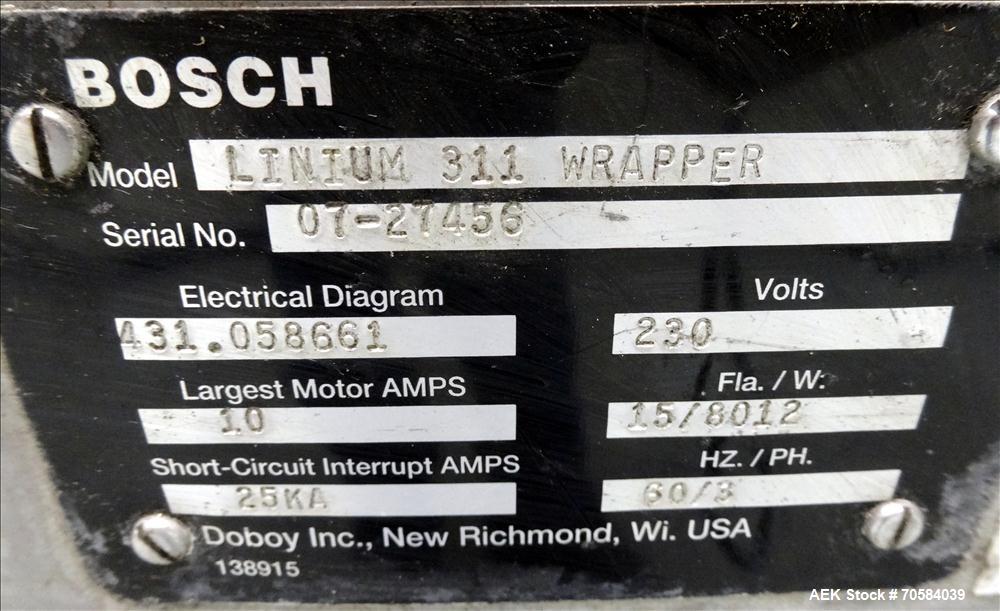 BOSCH
Model LINIUM 311 WRAPPER
Serial No. 07-27456
Electrical Diagram
431.058661
Volts
230
Largest Motor AMPS
10
Fla. / W:
15/8012
Short-Circuit Interrupt AMPS
25KA
HZ. / PH.
60/3
Doboy Inc., New Richmond, Wi. USA
138915
AEK Stock # 70584039